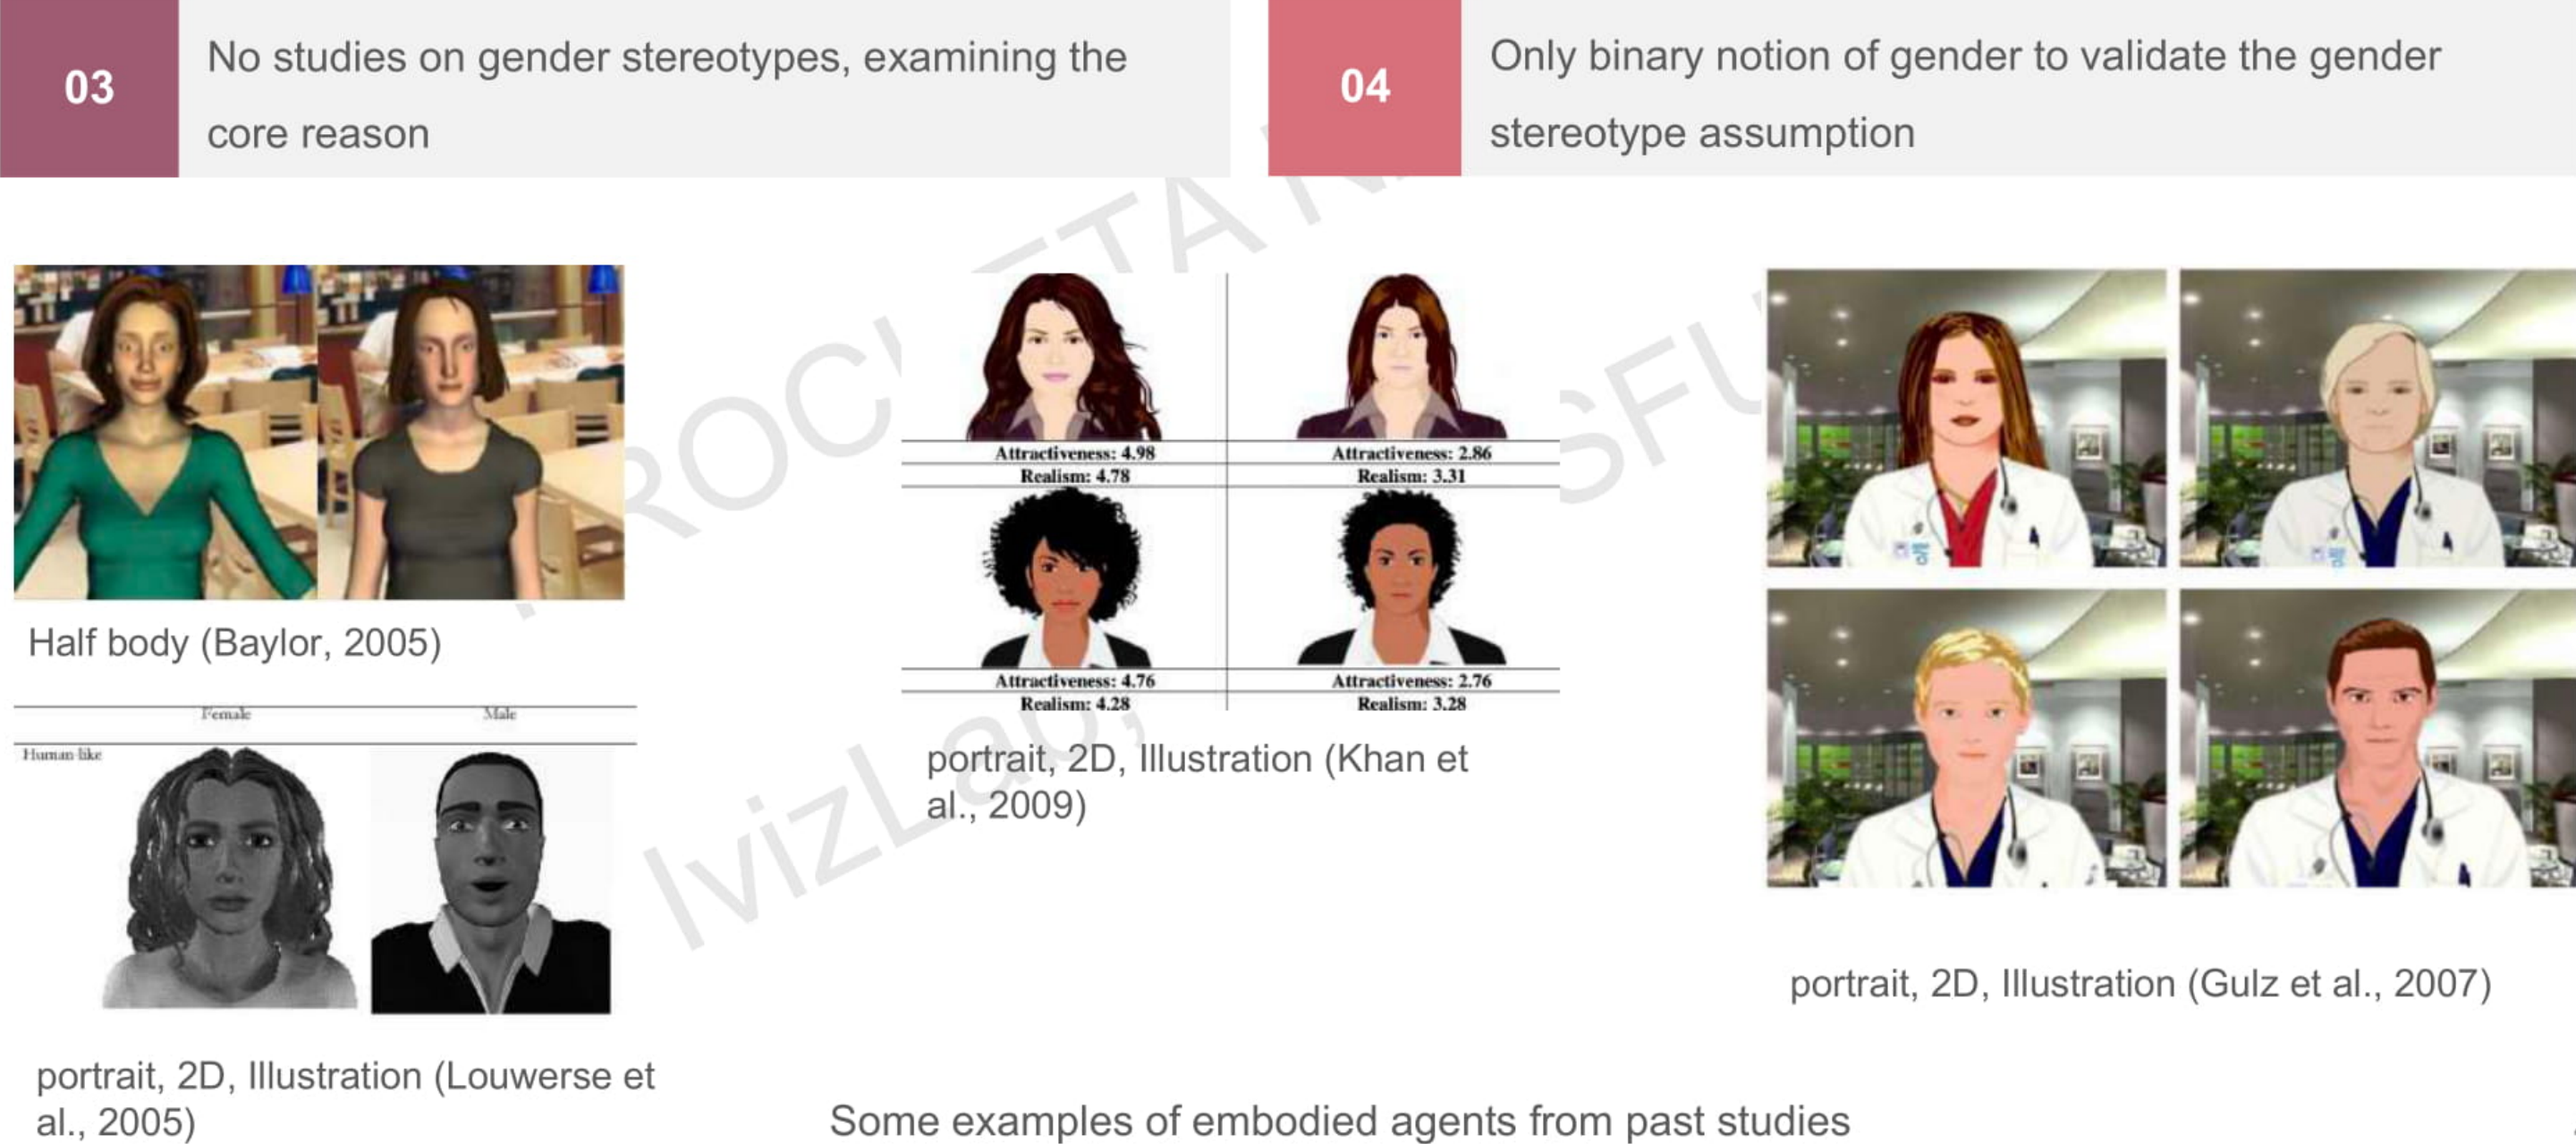 03
No studies on gender stereotypes, examining the
core reason
04
Only binary notion of gender to validate the gender
stereotype assumption
Half body (Baylor, 2005)
Female Male
Human-like
portrait, 2D, Illustration (Louwerse et
al., 2005)
Attractiveness: 4.98 Attractiveness: 2.86
Realism: 4.78 Realism: 3.31
Attractiveness: 4.76 Attractiveness: 2.76
Realism: 4.28 Realism: 3.28
portrait, 2D, Illustration (Khan et
al., 2009)
portrait, 2D, Illustration (Gulz et al., 2007)
Some examples of embodied agents from past studies